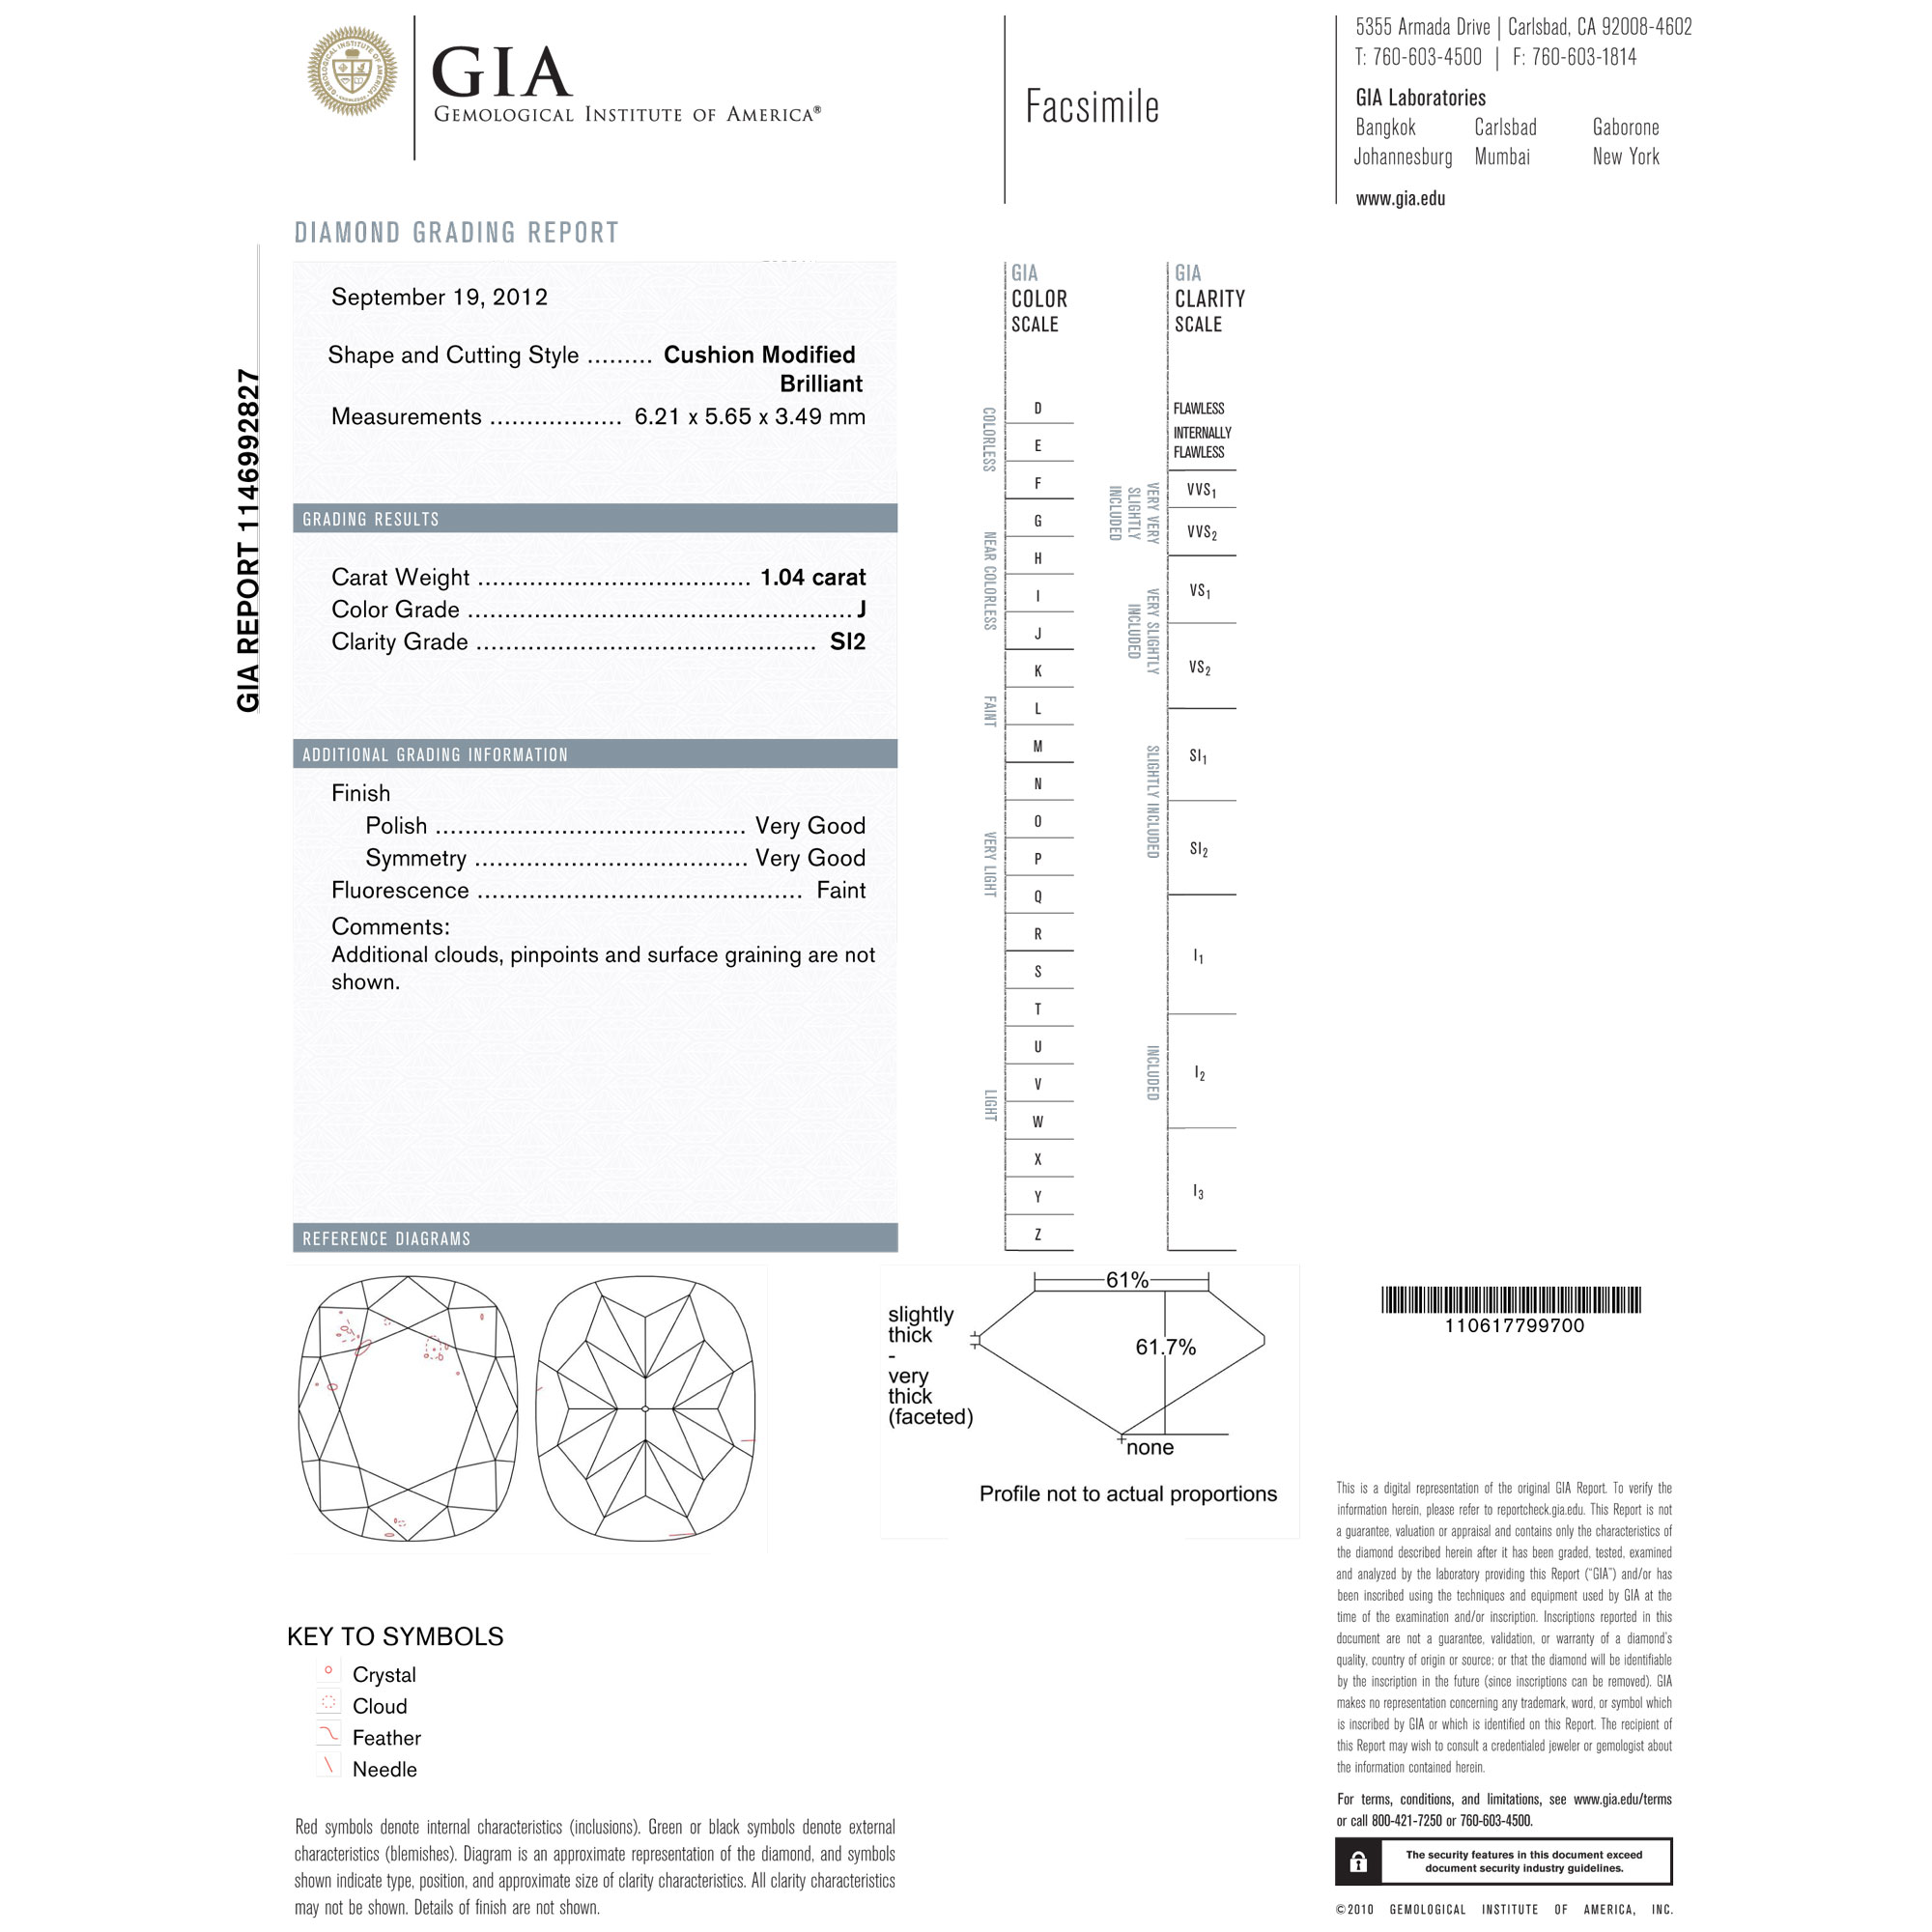 GIA
GEMOLOGICAL INSTITUTE OF AMERICA®
Facsimile
5355 Armada Drive | Carlsbad, CA 92008-4602
T: 760-603-4500 | F: 760-603-1814
GIA Laboratories
Bangkok Carlsbad Gaborone
Johannesburg Mumbai New York
www.gia.edu
DIAMOND GRADING REPORT
GIA REPORT 1146992827
September 19, 2012
Shape and Cutting Style ......... Cushion Modified
Brilliant
Measurements .................. 6.21 x 5.65 x 3.49 mm
GRADING RESULTS
Carat Weight ..................................... 1.04 carat
Color Grade .................................................... J
Clarity Grade .............................................. SI2
ADDITIONAL GRADING INFORMATION
Finish
Polish .......................................... Very Good
Symmetry ..................................... Very Good
Fluorescence ............................................ Faint
Comments:
Additional clouds, pinpoints and surface graining are not
shown.
GIA
COLOR
SCALE
COLORLESS
NEAR COLORLESS
FAINT
VERY LIGHT
LIGHT
D
E
F
G
H
I
J
K
L
M
N
O
P
Q
R
S
T
U
V
W
X
Y
Z
GIA
CLARITY
SCALE
VERY VERY
SLIGHTLY
INCLUDED
VERY SLIGHTLY
INCLUDED
SLIGHTLY INCLUDED
INCLUDED
FLAWLESS
INTERNALLY
FLAWLESS
VVS1
VVS2
VS1
VS2
SI1
SI2
I1
I2
I3
REFERENCE DIAGRAMS
61%
slightly
thick
-
very
thick
(faceted)
61.7%
none
Profile not to actual proportions
110617799700
KEY TO SYMBOLS
Crystal
Cloud
Feather
Needle
Red symbols denote internal characteristics (inclusions). Green or black symbols denote external
characteristics (blemishes). Diagram is an approximate representation of the diamond, and symbols
shown indicate type, position, and approximate size of clarity characteristics. All clarity characteristics
may not be shown. Details of finish are not shown.
This is a digital representation of the original GIA Report. To verify the
information herein, please refer to reportcheck.gia.edu. This Report is not
a guarantee, valuation or appraisal and contains only the characteristics of
the diamond described herein after it has been graded, tested, examined
and analyzed by the laboratory providing this Report ("GIA") and/or has
been inscribed using the techniques and equipment used by GIA at the
time of the examination and/or inscription. Inscriptions reported in this
document are not a guarantee, validation, or warranty of a diamond's
quality, country of origin or source; or that the diamond will be identifiable
by the inscription in the future (since inscriptions can be removed). GIA
makes no representation concerning any trademark, word, or symbol which
is inscribed by GIA or which is identified on this Report. The recipient of
this Report may wish to consult a credentialed jeweler or gemologist about
the information contained herein.
For terms, conditions, and limitations, see www.gia.edu/terms
or call 800-421-7250 or 760-603-4500.
The security features in this document exceed
document security industry guidelines.
©2010 GEMOLOGICAL INSTITUTE OF AMERICA, INC.